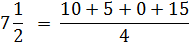 7 1/2 = (10 + 5 + 0 + 15)/4